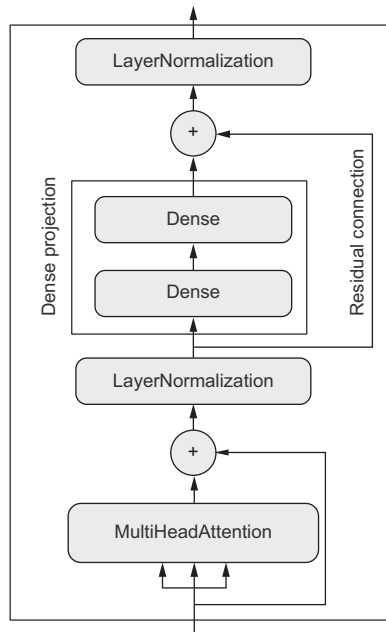 LayerNormalization
+
Dense projection
Dense
Dense
Residual connection
LayerNormalization
+
MultiHeadAttention